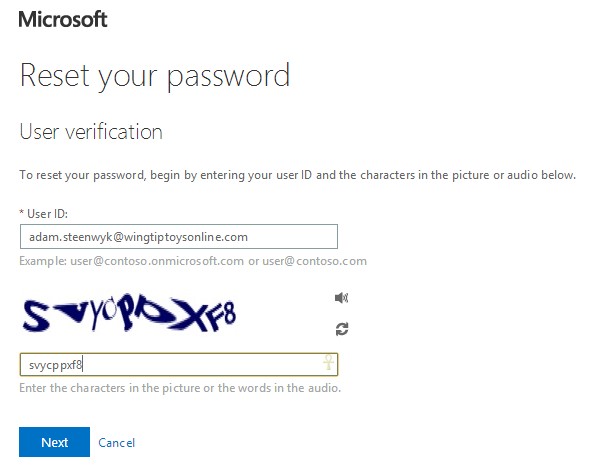 Microsoft
Reset your password
User verification
To reset your password, begin by entering your user ID and the characters in the picture or audio below.
* User ID:
adam.steenwyk@wingtiptoysonline.com
Example: user@contoso.onmicrosoft.com or user@contoso.com
svycppxf8
Enter the characters in the picture or the words in the audio.
Next Cancel